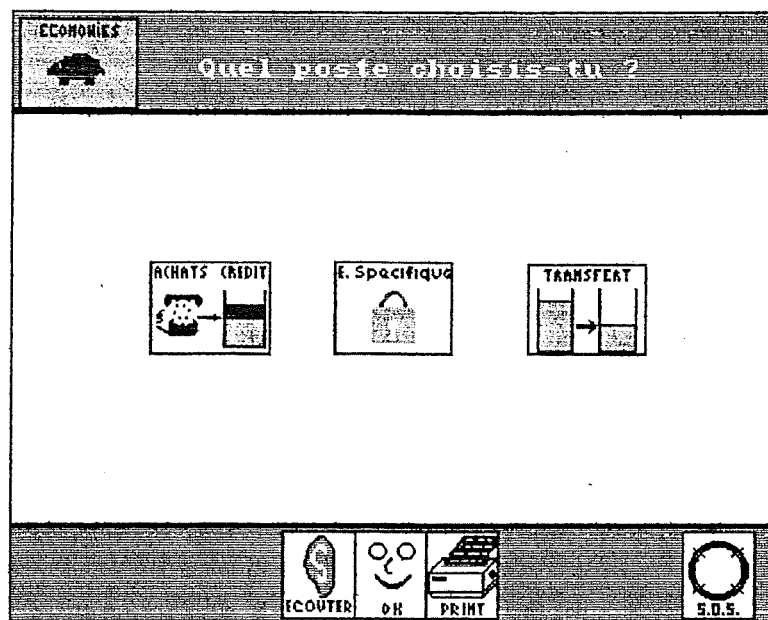 ECONOMIES
Quel poste choisis-tu ?
ACHATS CREDIT
E. Specifique
TRANSFERT
ECOUTER
OK
PRINT
S.O.S.